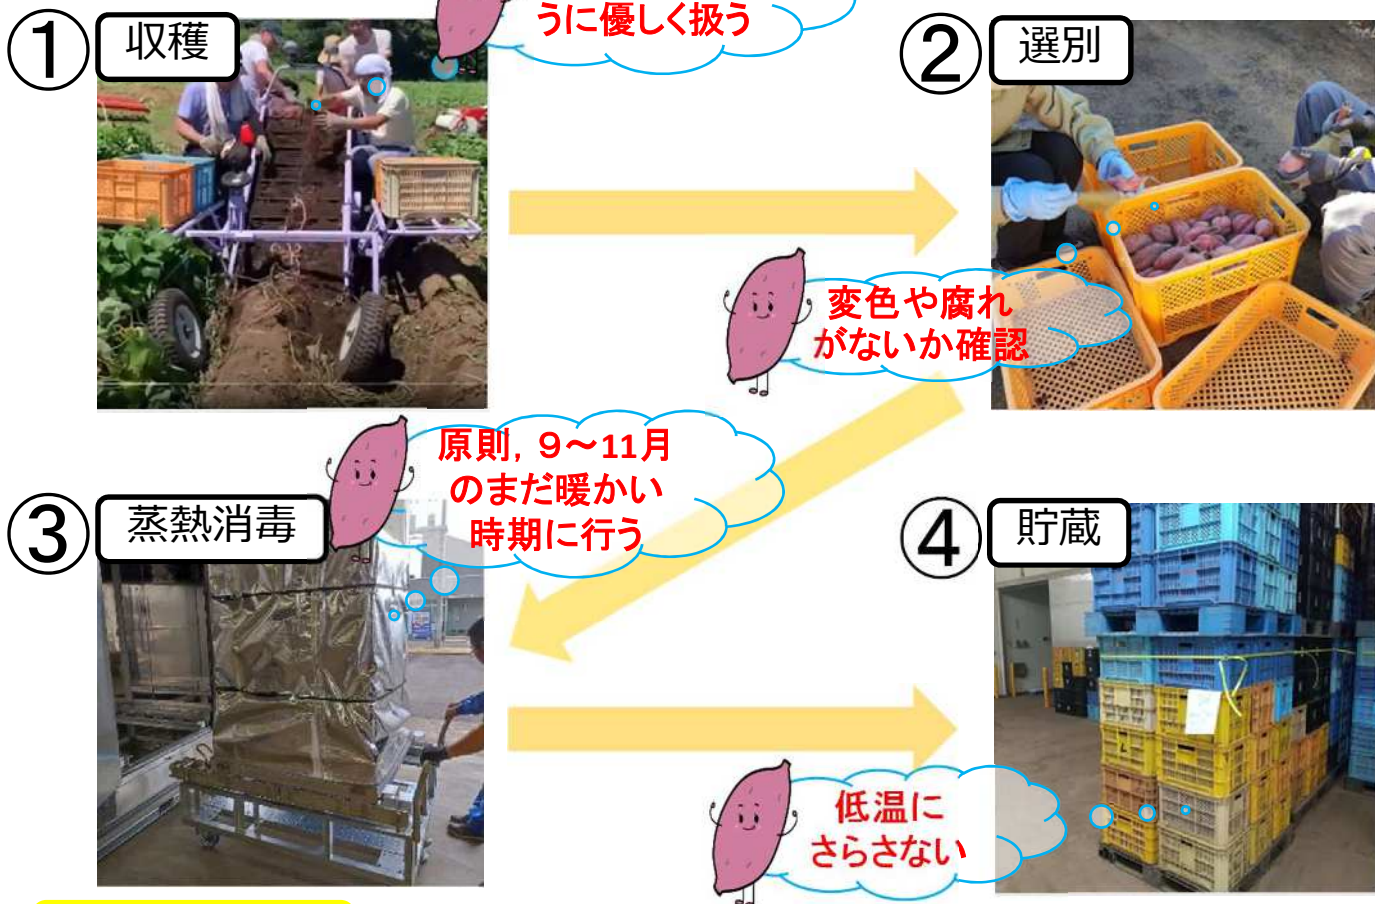 ① 収穫
うに優しく扱う
② 選別
変色や腐れ
がないか確認
③ 蒸熱消毒
原則，９～11月
のまだ暖かい
時期に行う
④ 貯蔵
低温に
さらさない